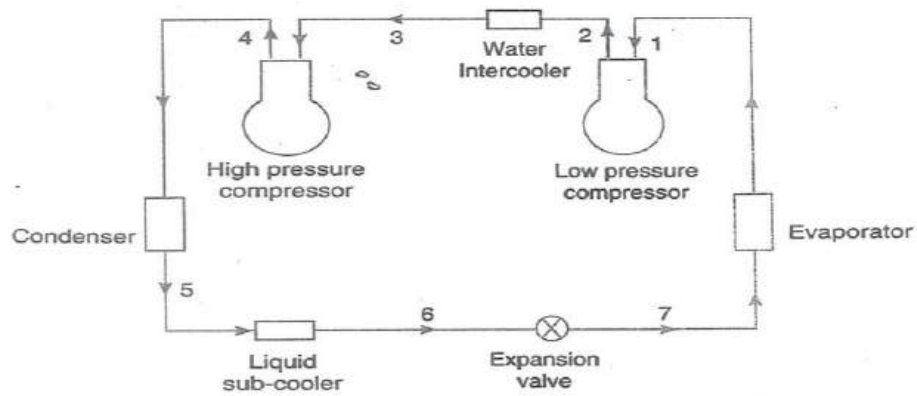 4
3
2
1
Water
Intercooler
High pressure
compressor
Low pressure
compressor
Condenser
Evaporator
5
6
7
Liquid
sub-cooler
Expansion
valve